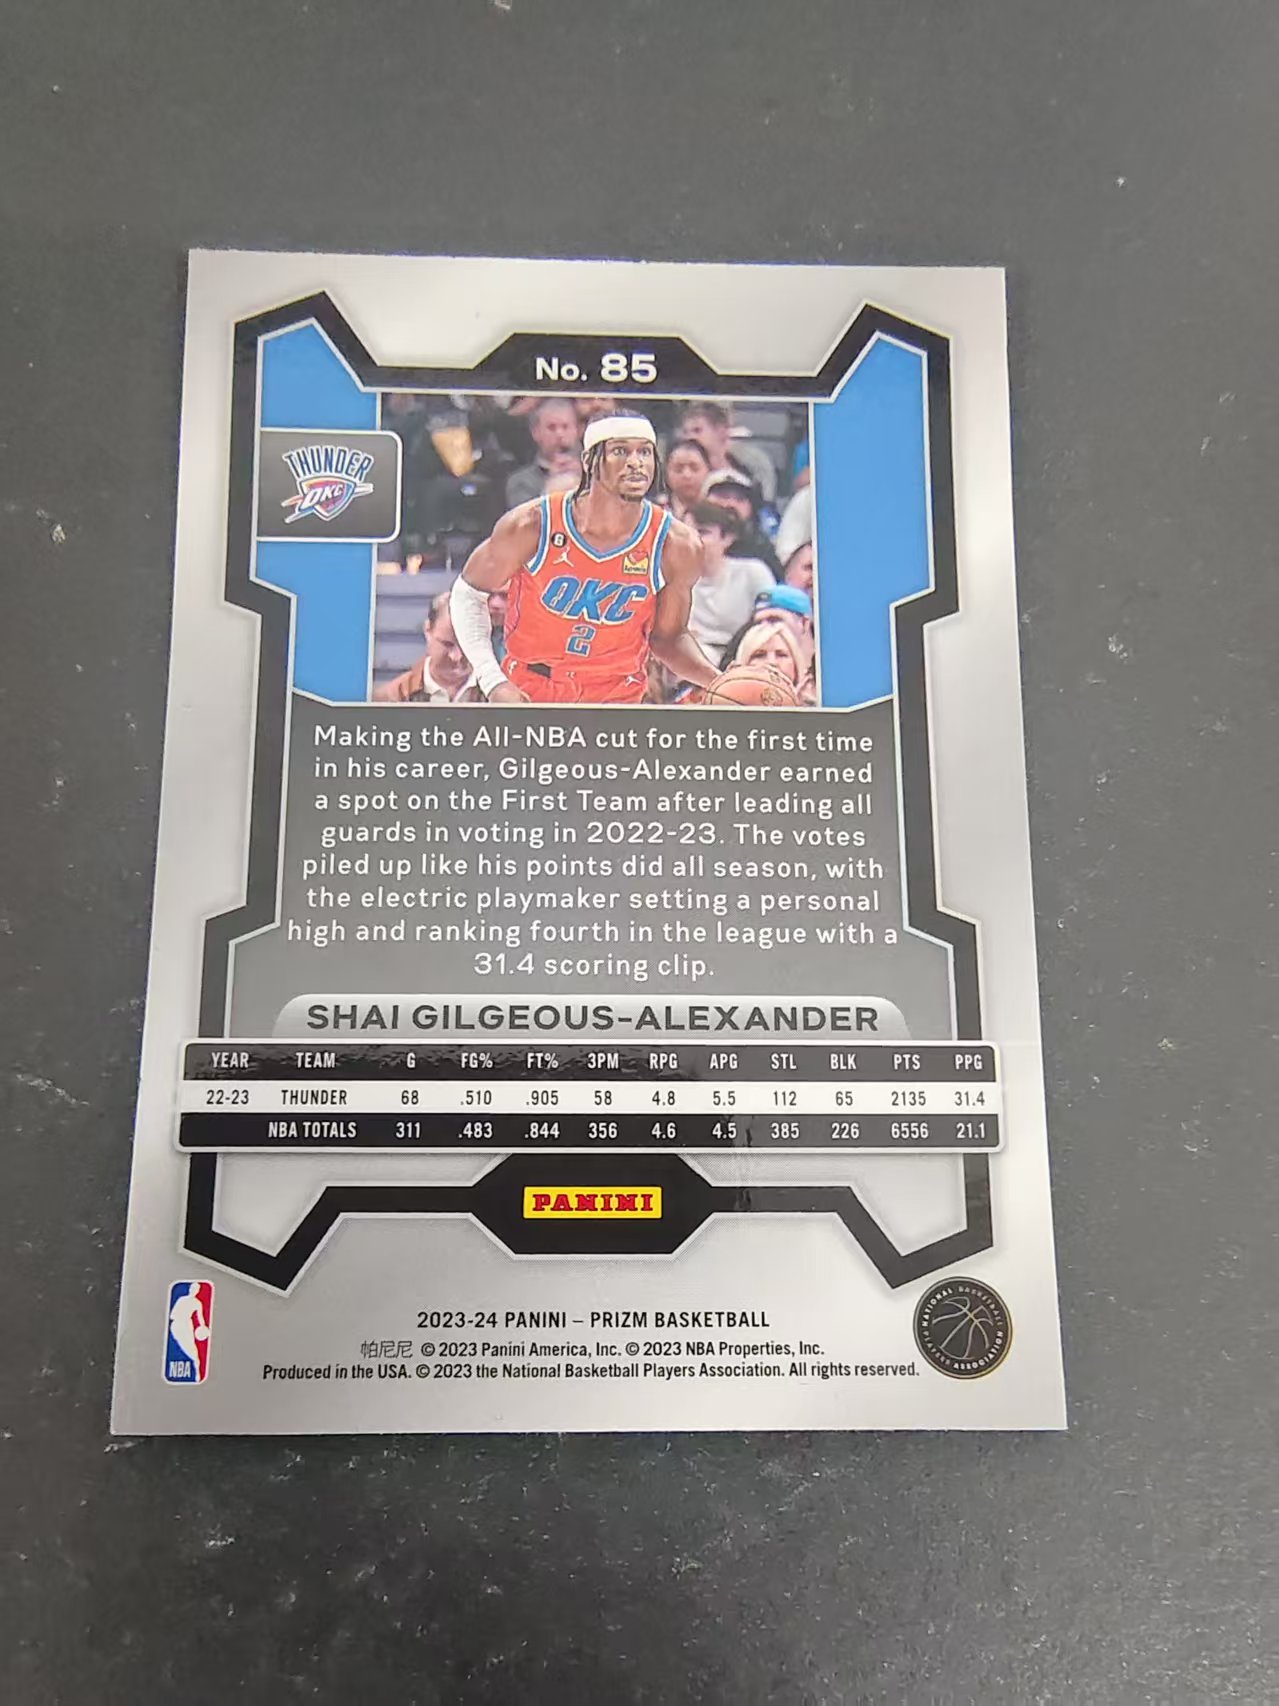 No. 85
THUNDER
OKC
6
OKC
2
Making the All-NBA cut for the first time
in his career, Gilgeous-Alexander earned
a spot on the First Team after leading all
guards in voting in 2022-23. The votes
piled up like his points did all season, with
the electric playmaker setting a personal
high and ranking fourth in the league with a
31.4 scoring clip.
SHAI GILGEOUS-ALEXANDER
YEAR TEAM G FG% FT% 3PM RPG APG STL BLK PTS PPG
22-23 THUNDER 68 .510 .905 58 4.8 5.5 112 65 2135 31.4
NBA TOTALS 311 .483 .844 356 4.6 4.5 385 226 6556 21.1
PANINI
NBA
NATIONAL BASKETBALL PLAYERS ASSOCIATION
2023-24 PANINI – PRIZM BASKETBALL
帕尼尼 © 2023 Panini America, Inc. © 2023 NBA Properties, Inc.
Produced in the USA. © 2023 the National Basketball Players Association. All rights reserved.